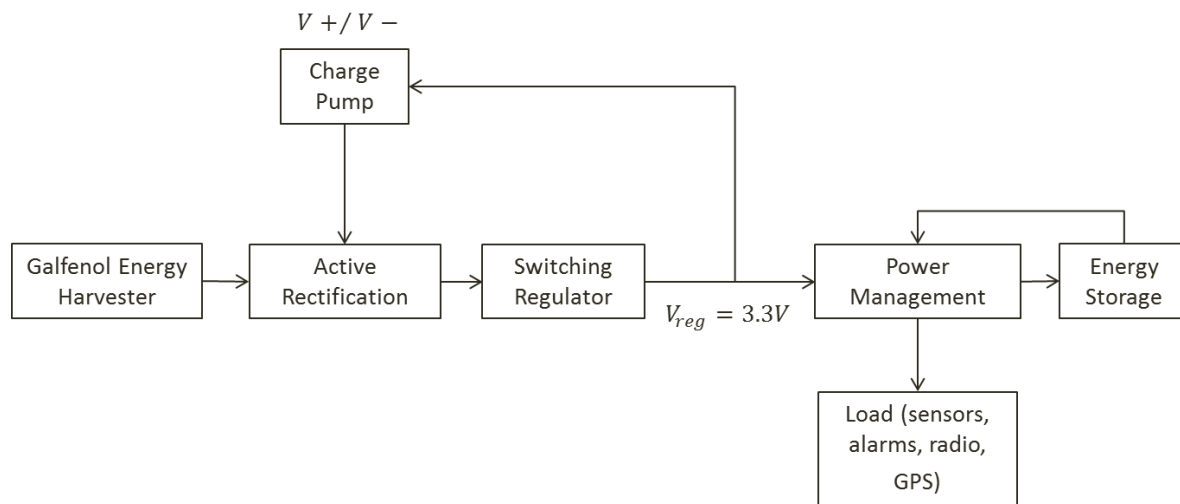 V +/ V −
Charge
Pump
Galfenol Energy
Harvester
Active
Rectification
Switching
Regulator
V_reg = 3.3V
Power
Management
Energy
Storage
Load (sensors,
alarms, radio,
GPS)